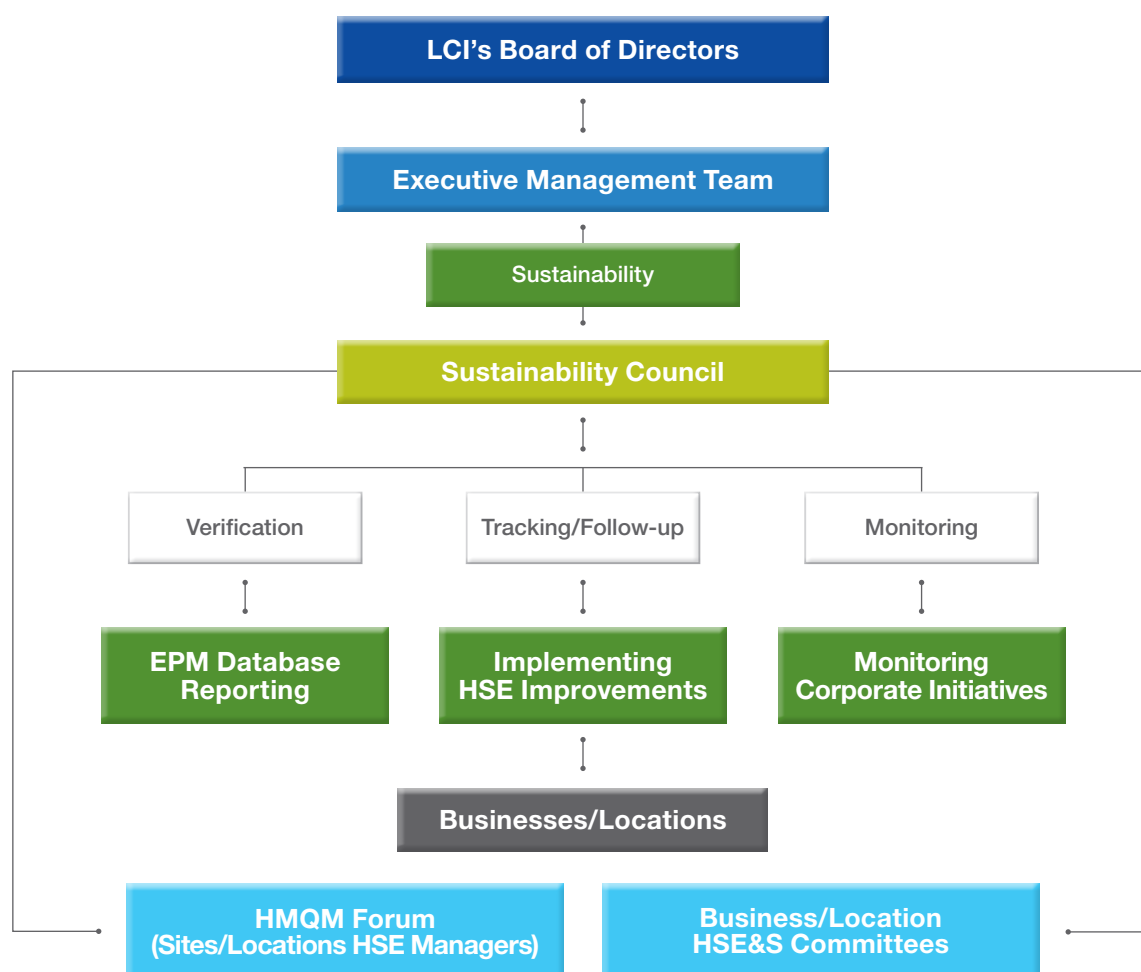 LCI’s Board of Directors
Executive Management Team
Sustainability
Sustainability Council
Verification
Tracking/Follow-up
Monitoring
EPM Database
Reporting
Implementing
HSE Improvements
Monitoring
Corporate Initiatives
Businesses/Locations
HMQM Forum
(Sites/Locations HSE Managers)
Business/Location
HSE&S Committees